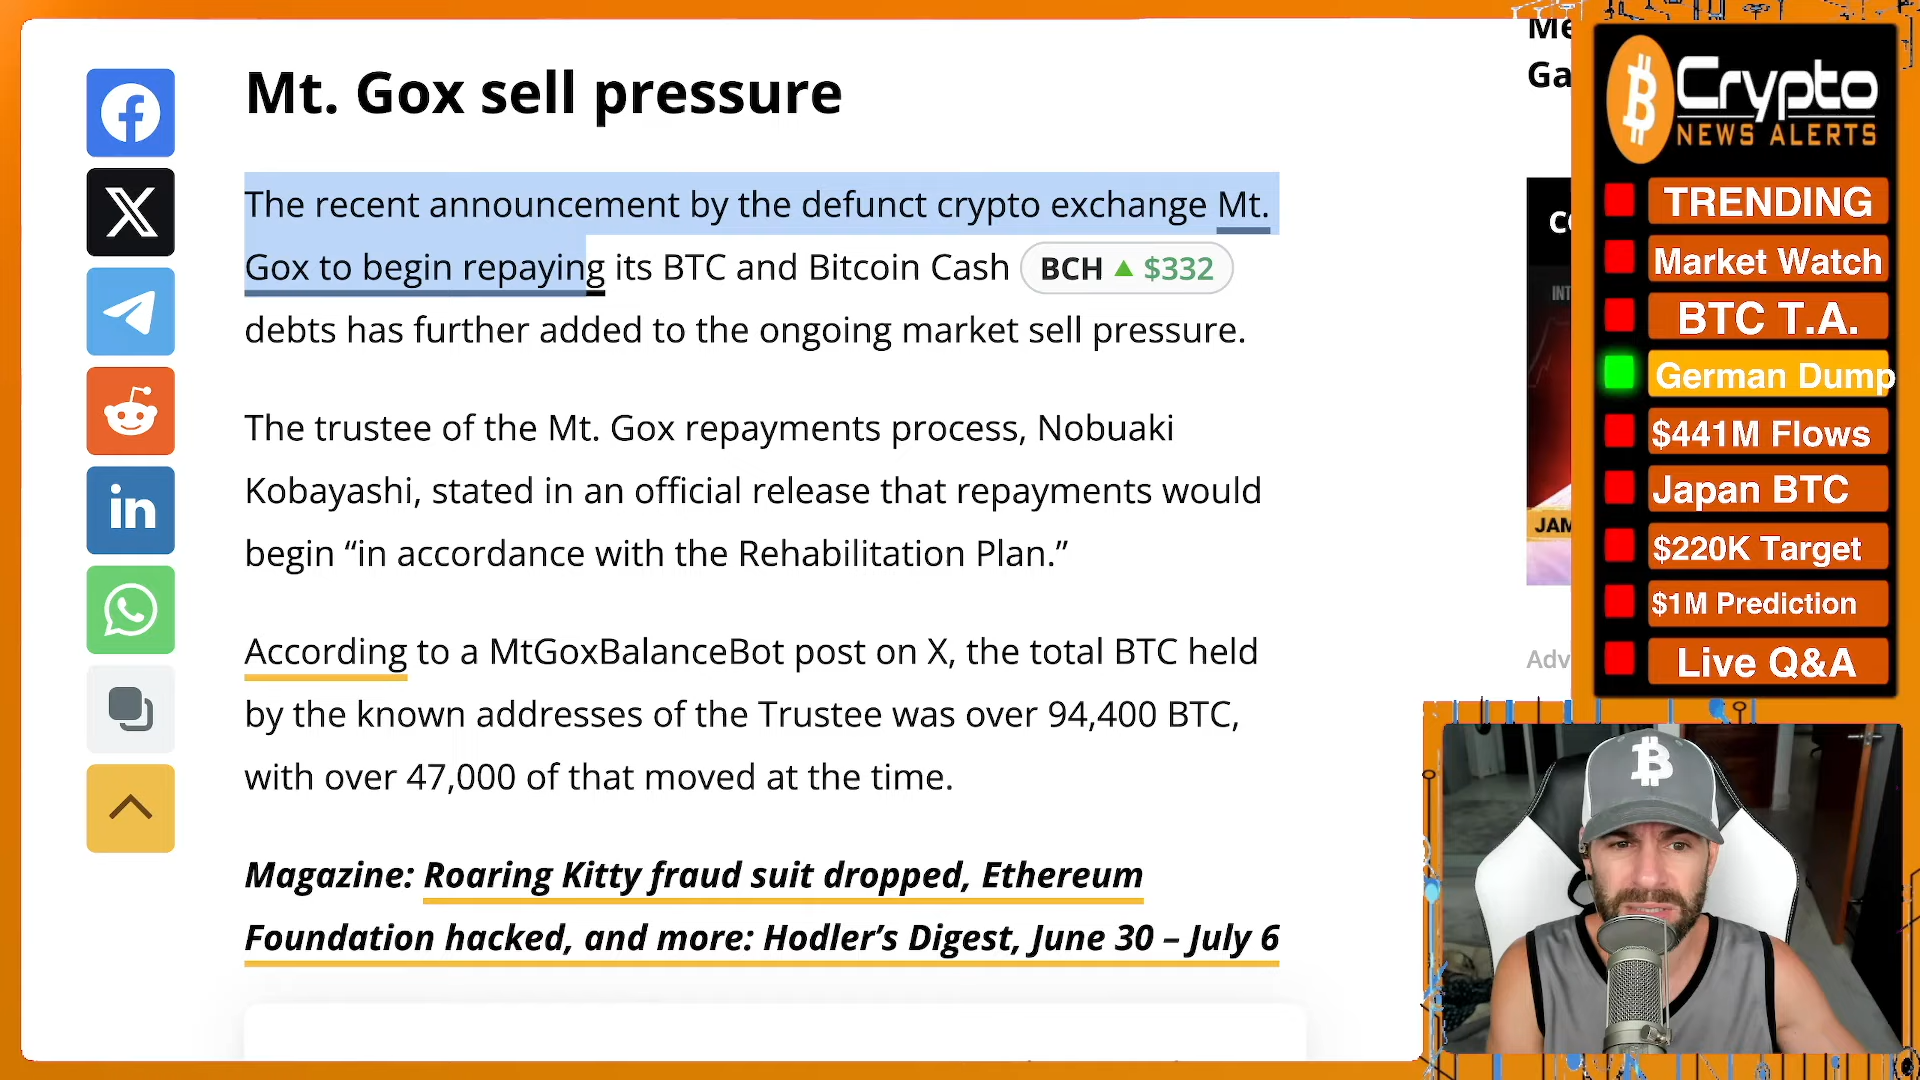 Mt. Gox sell pressure
The recent announcement by the defunct crypto exchange Mt.
Gox to begin repaying its BTC and Bitcoin Cash BCH ▲ $332
debts has further added to the ongoing market sell pressure.
The trustee of the Mt. Gox repayments process, Nobuaki
Kobayashi, stated in an official release that repayments would
begin “in accordance with the Rehabilitation Plan.”
According to a MtGoxBalanceBot post on X, the total BTC held
by the known addresses of the Trustee was over 94,400 BTC,
with over 47,000 of that moved at the time.
Magazine: Roaring Kitty fraud suit dropped, Ethereum
Foundation hacked, and more: Hodler’s Digest, June 30 – July 6
Ga
JAM
Adv
Crypto
NEWS ALERTS
TRENDING
Market Watch
BTC T.A.
German Dump
$441M Flows
Japan BTC
$220K Target
$1M Prediction
Live Q&A